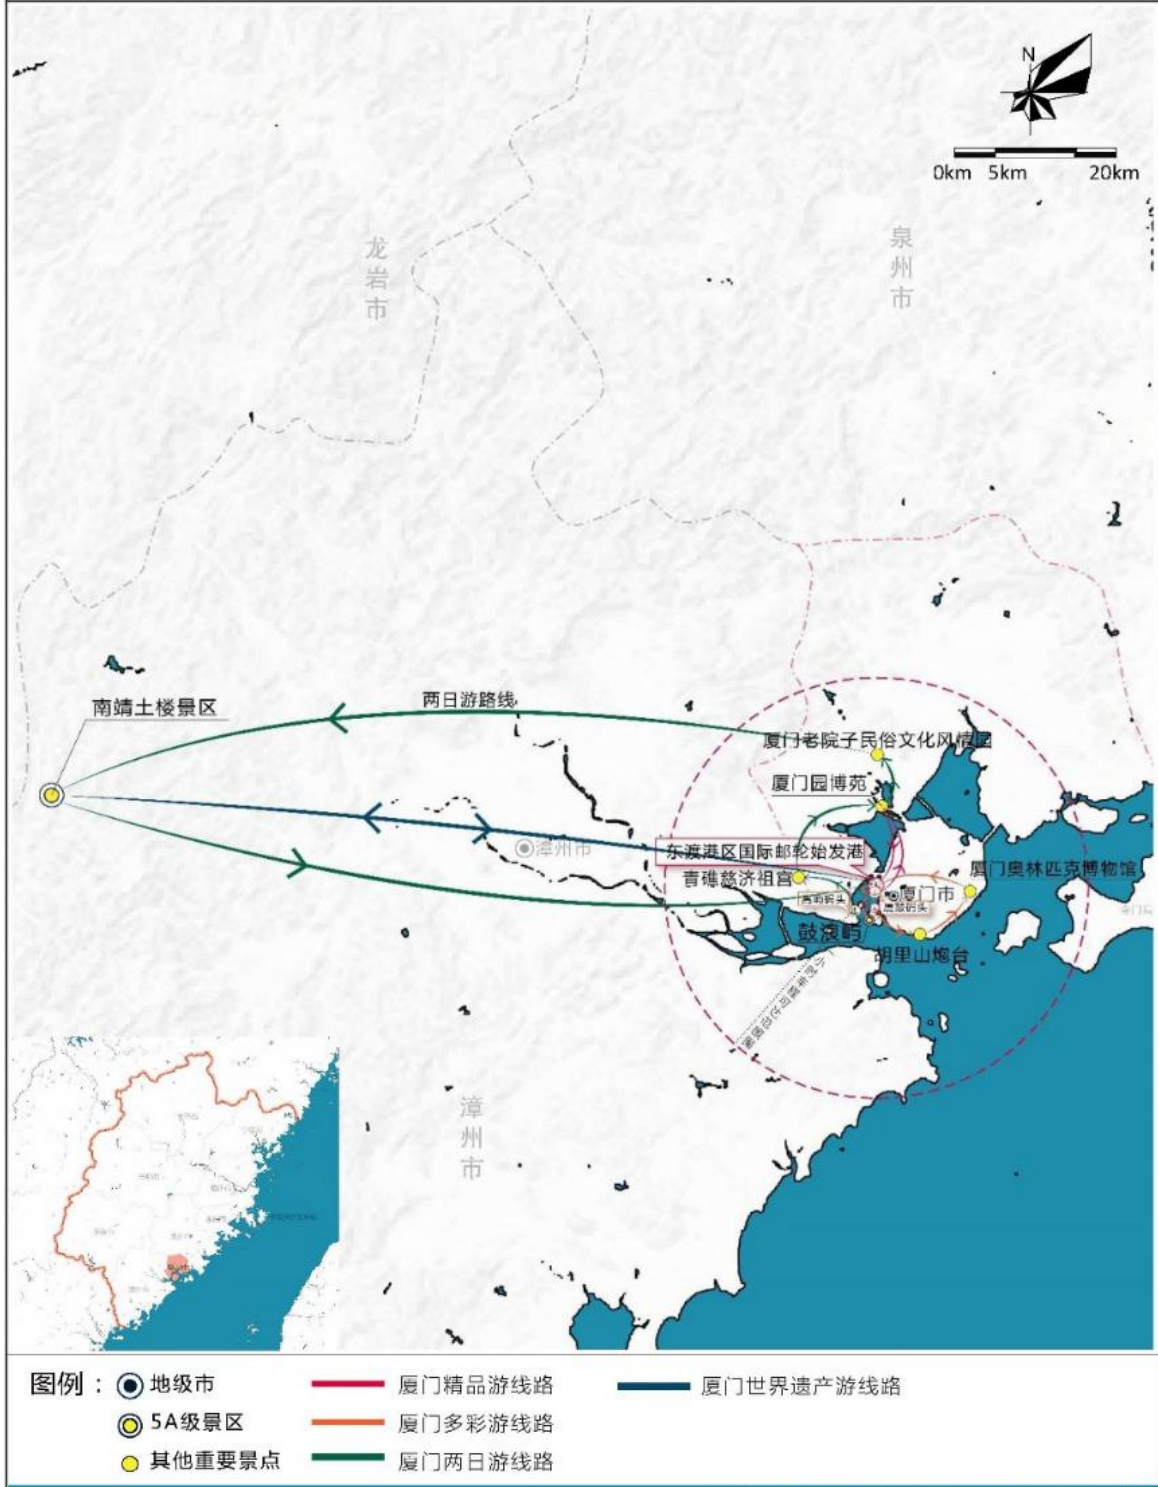 N
0km 5km 20km
龙岩市
泉州市
南靖土楼景区
两日游路线
厦门老院子民俗文化风情园
厦门园博苑
漳州市
东渡港区国际邮轮始发港
青礁慈济祖宫
厦门奥林匹克博物馆
厦门市
嵩屿码头
鼓浪屿
胡里山炮台
漳州市
图例：
地级市
厦门精品游线路
厦门世界遗产游线路
5A级景区
厦门多彩游线路
其他重要景点
厦门两日游线路